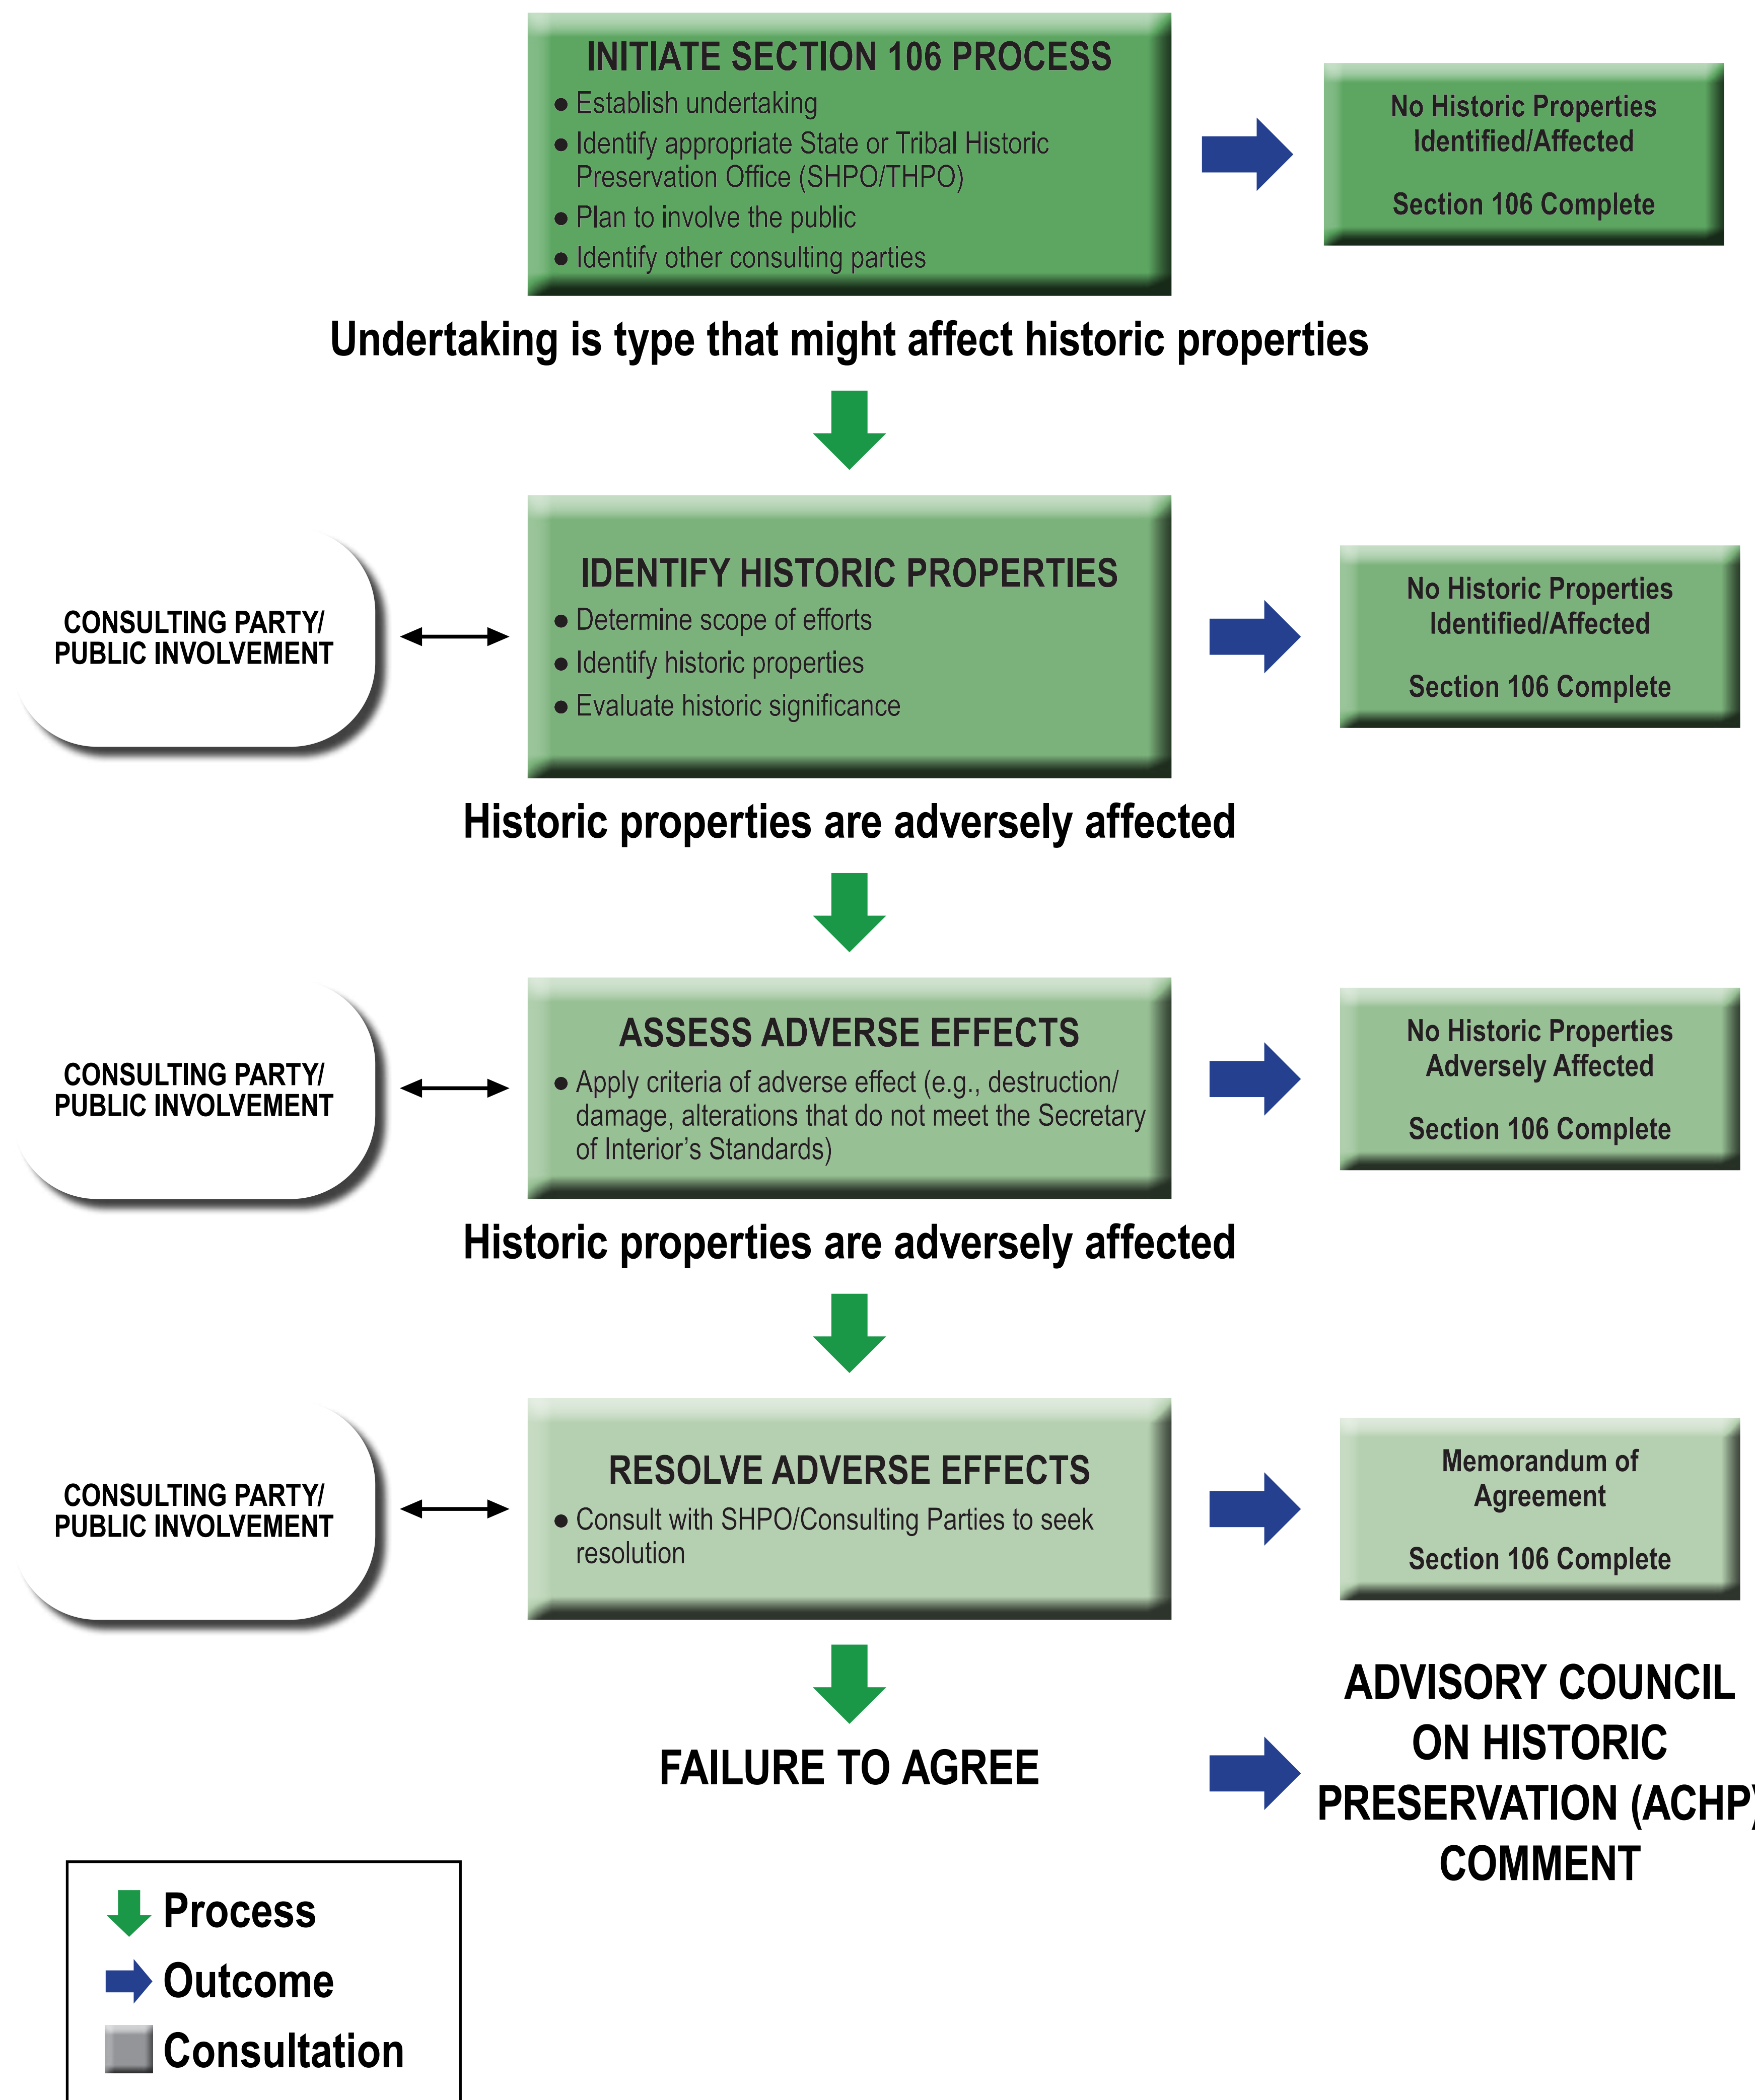 INITIATE SECTION 106 PROCESS
● Establish undertaking
● Identify appropriate State or Tribal Historic
Preservation Office (SHPO/THPO)
● Plan to involve the public
● Identify other consulting parties
No Historic Properties
Identified/Affected
Section 106 Complete
Undertaking is type that might affect historic properties
CONSULTING PARTY/
PUBLIC INVOLVEMENT
IDENTIFY HISTORIC PROPERTIES
● Determine scope of efforts
● Identify historic properties
● Evaluate historic significance
No Historic Properties
Identified/Affected
Section 106 Complete
Historic properties are adversely affected
CONSULTING PARTY/
PUBLIC INVOLVEMENT
ASSESS ADVERSE EFFECTS
● Apply criteria of adverse effect (e.g., destruction/
damage, alterations that do not meet the Secretary
of Interior’s Standards)
No Historic Properties
Adversely Affected
Section 106 Complete
Historic properties are adversely affected
CONSULTING PARTY/
PUBLIC INVOLVEMENT
RESOLVE ADVERSE EFFECTS
● Consult with SHPO/Consulting Parties to seek
resolution
Memorandum of
Agreement
Section 106 Complete
FAILURE TO AGREE
ADVISORY COUNCIL
ON HISTORIC
PRESERVATION (ACHP)
COMMENT
Process
Outcome
Consultation